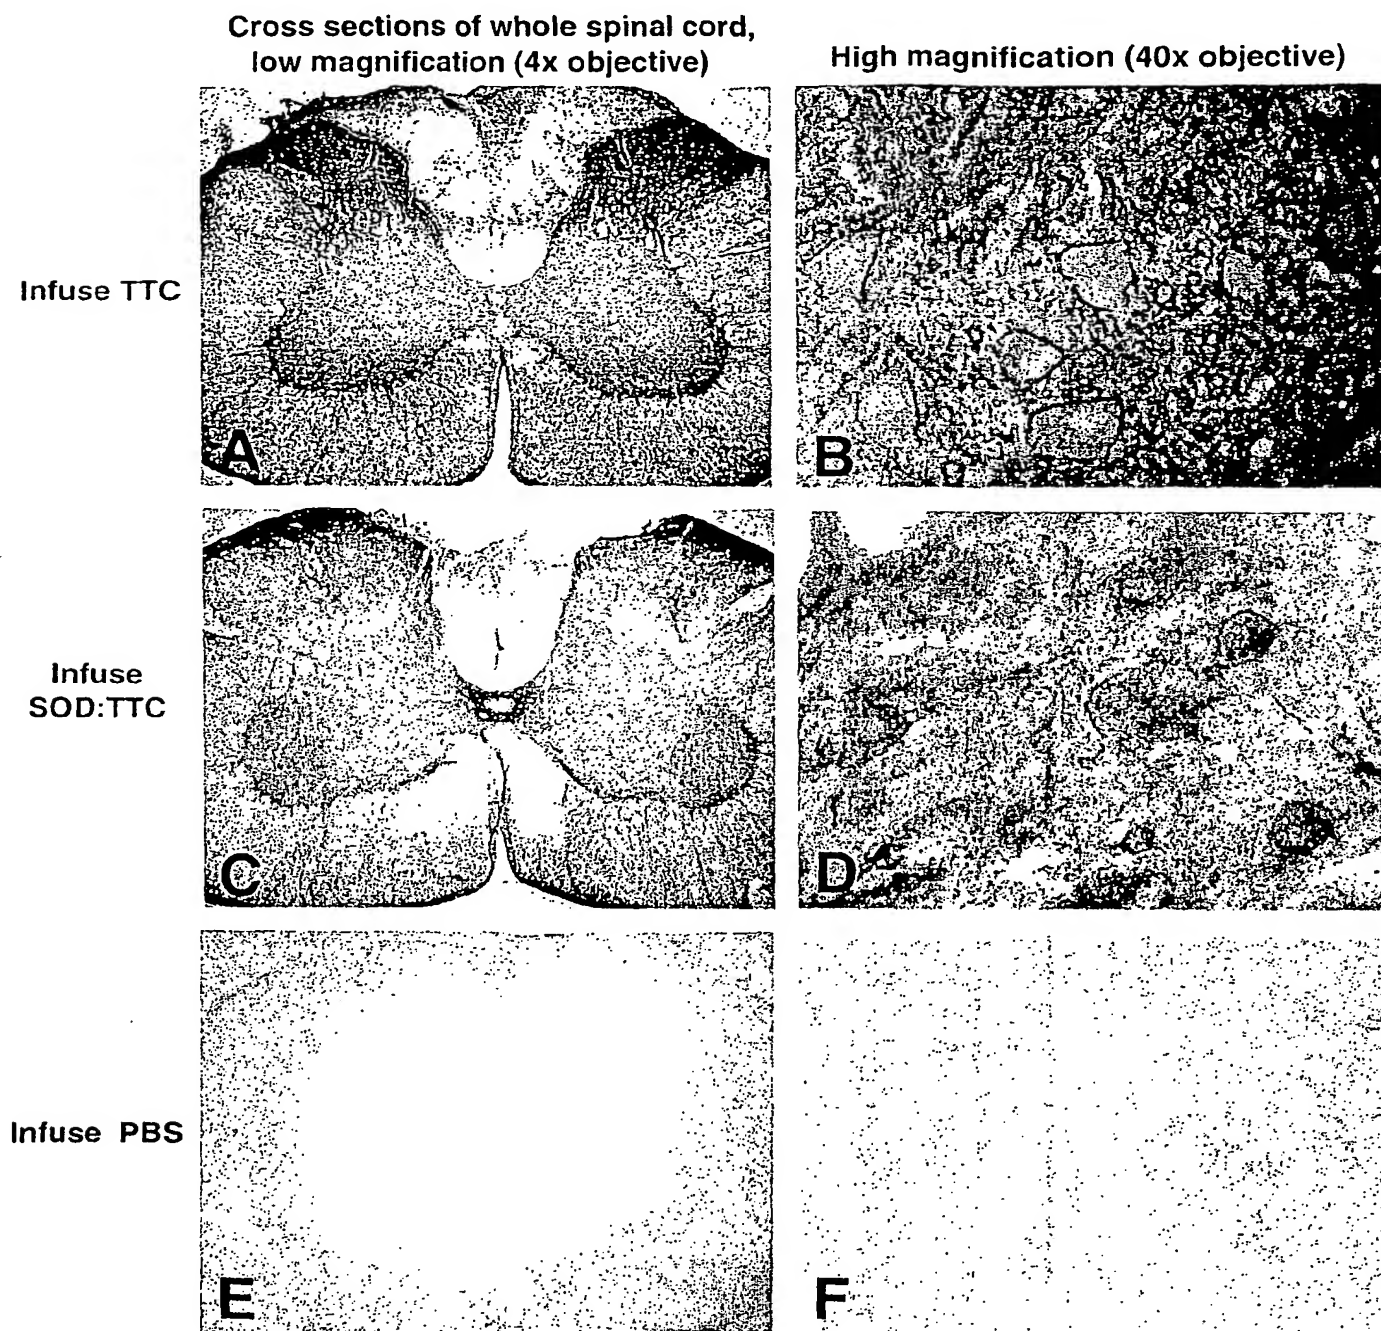 Cross sections of whole spinal cord,
low magnification (4x objective)
High magnification (40x objective)
Infuse TTC
A
B
Infuse
SOD:TTC
C
D
Infuse PBS
E
F